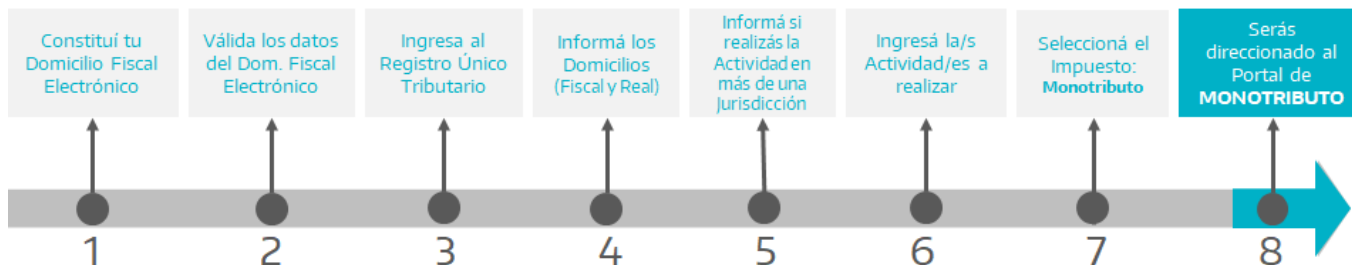 Constituí tu
Domicilio Fiscal
Electrónico
Válida los datos
del Dom. Fiscal
Electrónico
Ingresa al
Registro Único
Tributario
Informá los
Domicilios
(Fiscal y Real)
Informá si
realizás la
Actividad en
más de una
Jurisdicción
Ingresá la/s
Actividad/es a
realizar
Seleccioná el
Impuesto:
Monotributo
Serás
direccionado al
Portal de
MONOTRIBUTO
1
2
3
4
5
6
7
8